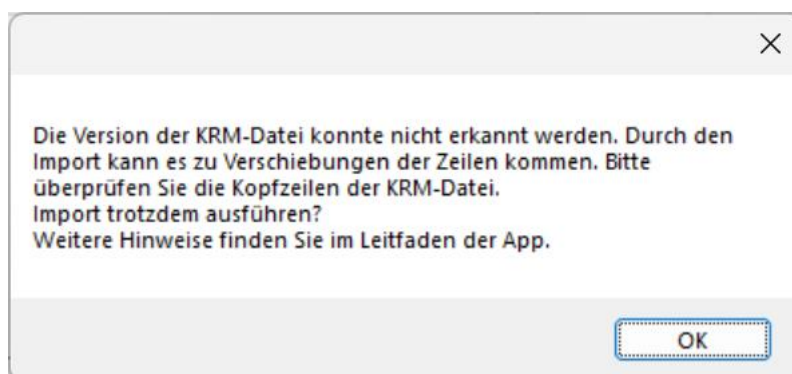 Die Version der KRM-Datei konnte nicht erkannt werden. Durch den
Import kann es zu Verschiebungen der Zeilen kommen. Bitte
überprüfen Sie die Kopfzeilen der KRM-Datei.
Import trotzdem ausführen?
Weitere Hinweise finden Sie im Leitfaden der App.
OK